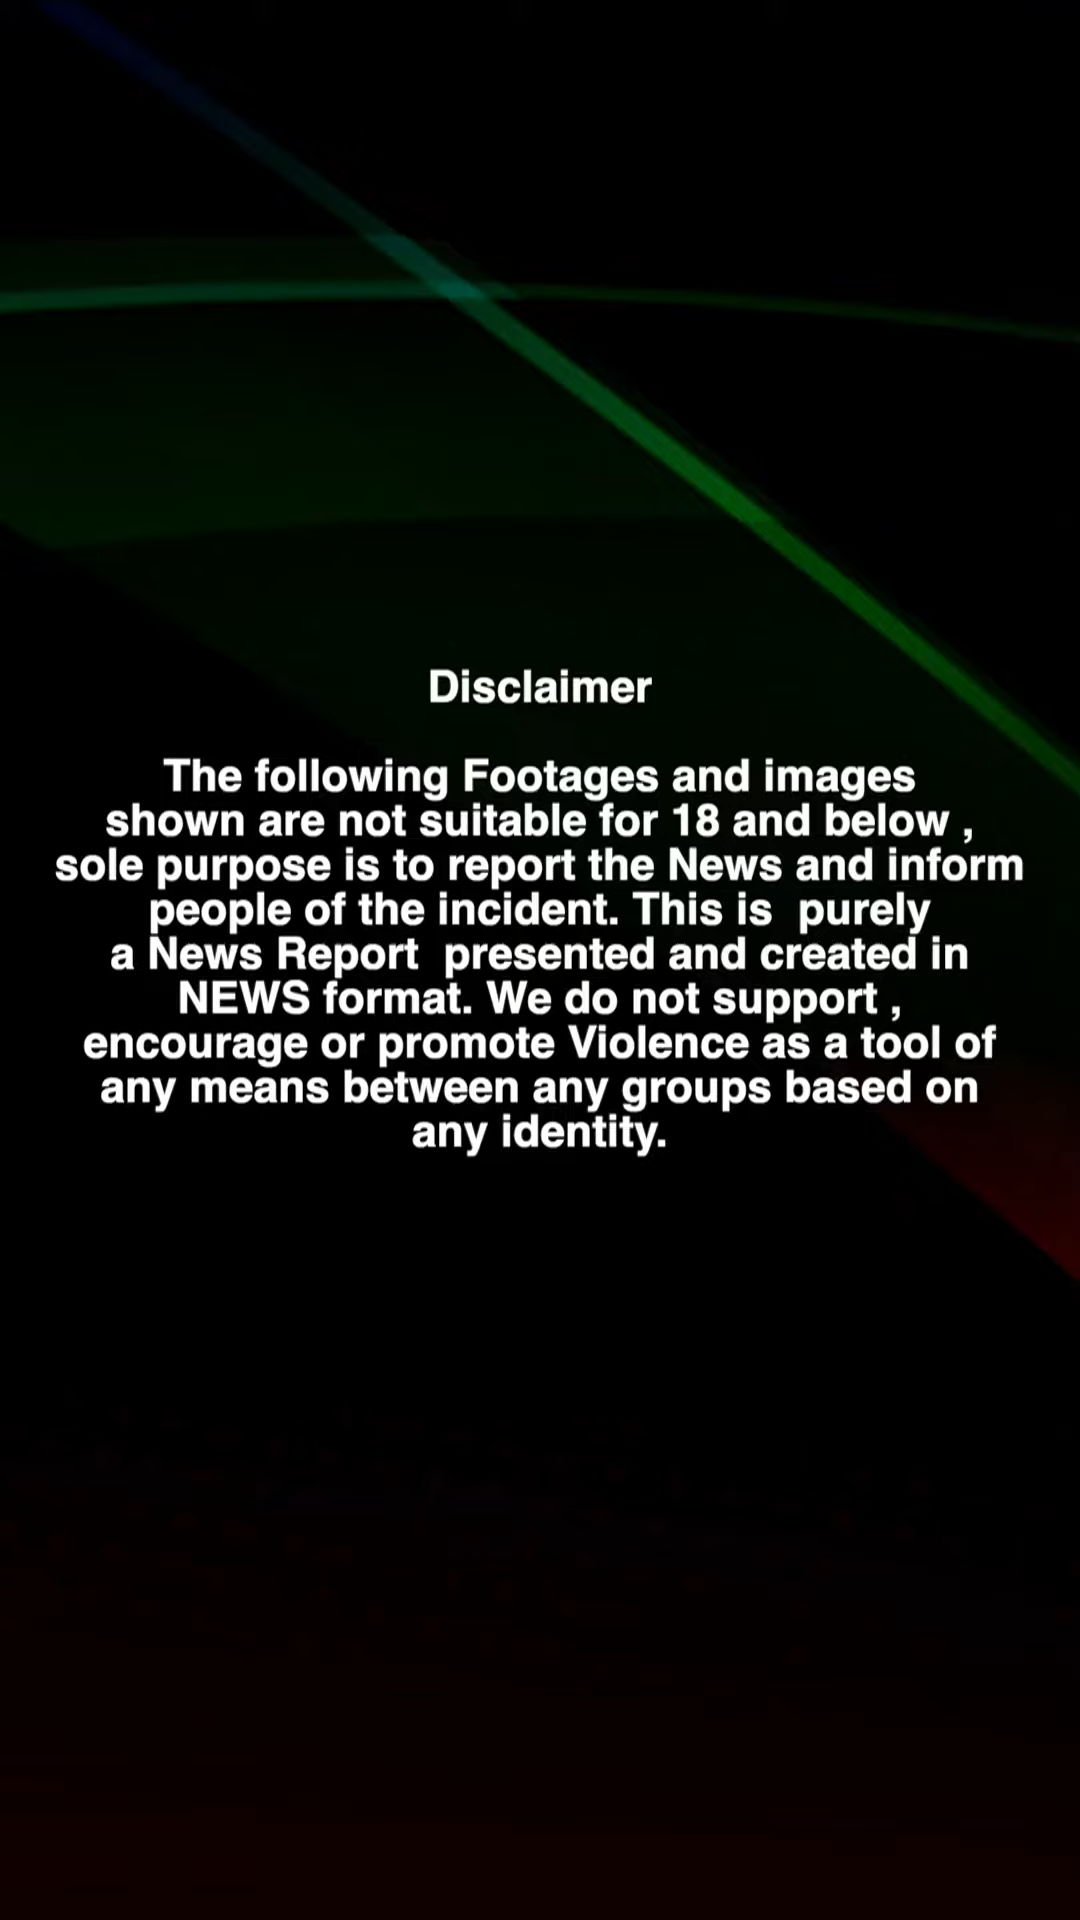 Disclaimer
The following Footages and images
shown are not suitable for 18 and below ,
sole purpose is to report the News and inform
people of the incident. This is  purely
a News Report  presented and created in
NEWS format. We do not support ,
encourage or promote Violence as a tool of
any means between any groups based on
any identity.